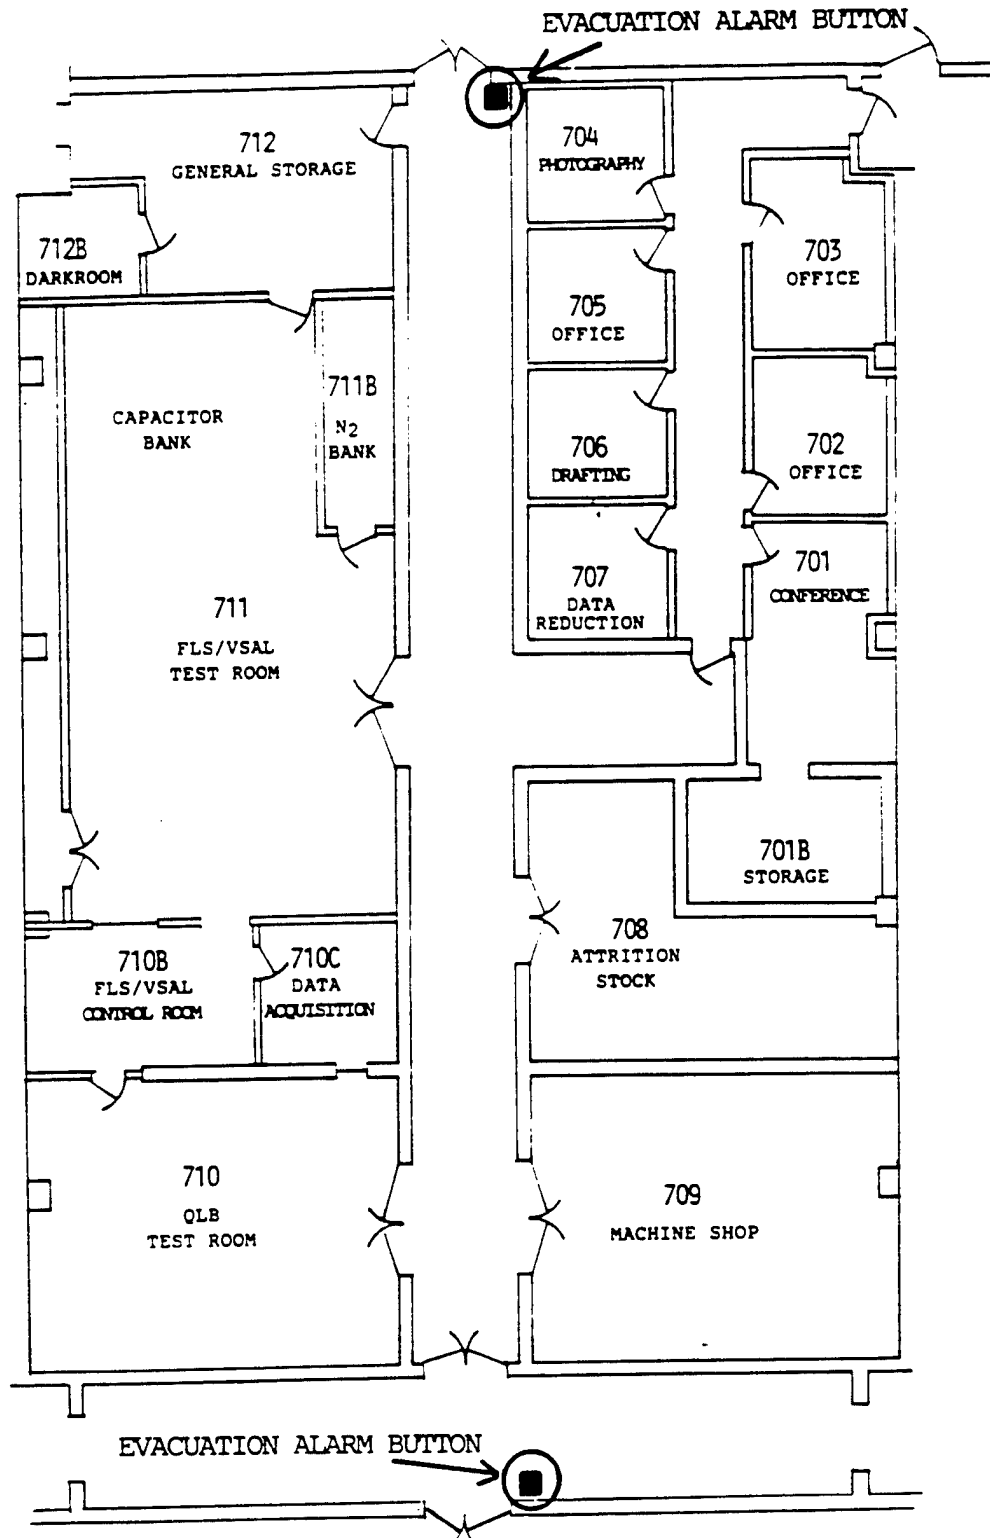 EVACUATION ALARM BUTTON
712
GENERAL STORAGE
704
PHOTOGRAPHY
712B
DARKROOM
703
OFFICE
705
OFFICE
711B
N2
BANK
CAPACITOR
BANK
706
DRAFTING
702
OFFICE
701
CONFERENCE
707
DATA
REDUCTION
711
FLS/VSAL
TEST ROOM
701B
STORAGE
708
ATTRITION
STOCK
710B
FLS/VSAL
CONTROL ROOM
710C
DATA
ACQUISITION
710
QLB
TEST ROOM
709
MACHINE SHOP
EVACUATION ALARM BUTTON